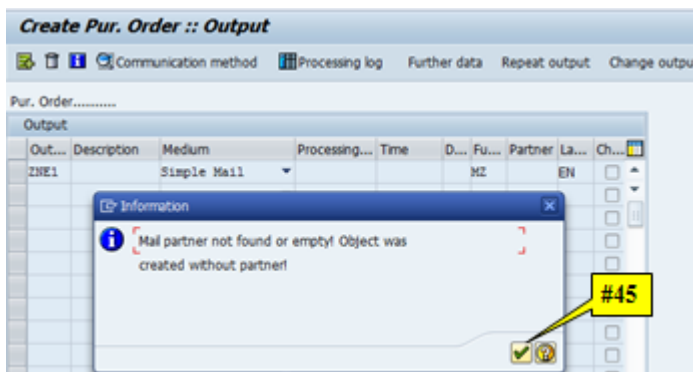 Create Pur. Order :: Output
Communication method Processing log Further data Repeat output Change outpu
Pur. Order..........
Output
Out... Description Medium Processing... Time D... Fu... Partner La... Ch...
ZNE1 Simple Mail MZ EN
Information
Mail partner not found or empty! Object was
created without partner!
#45